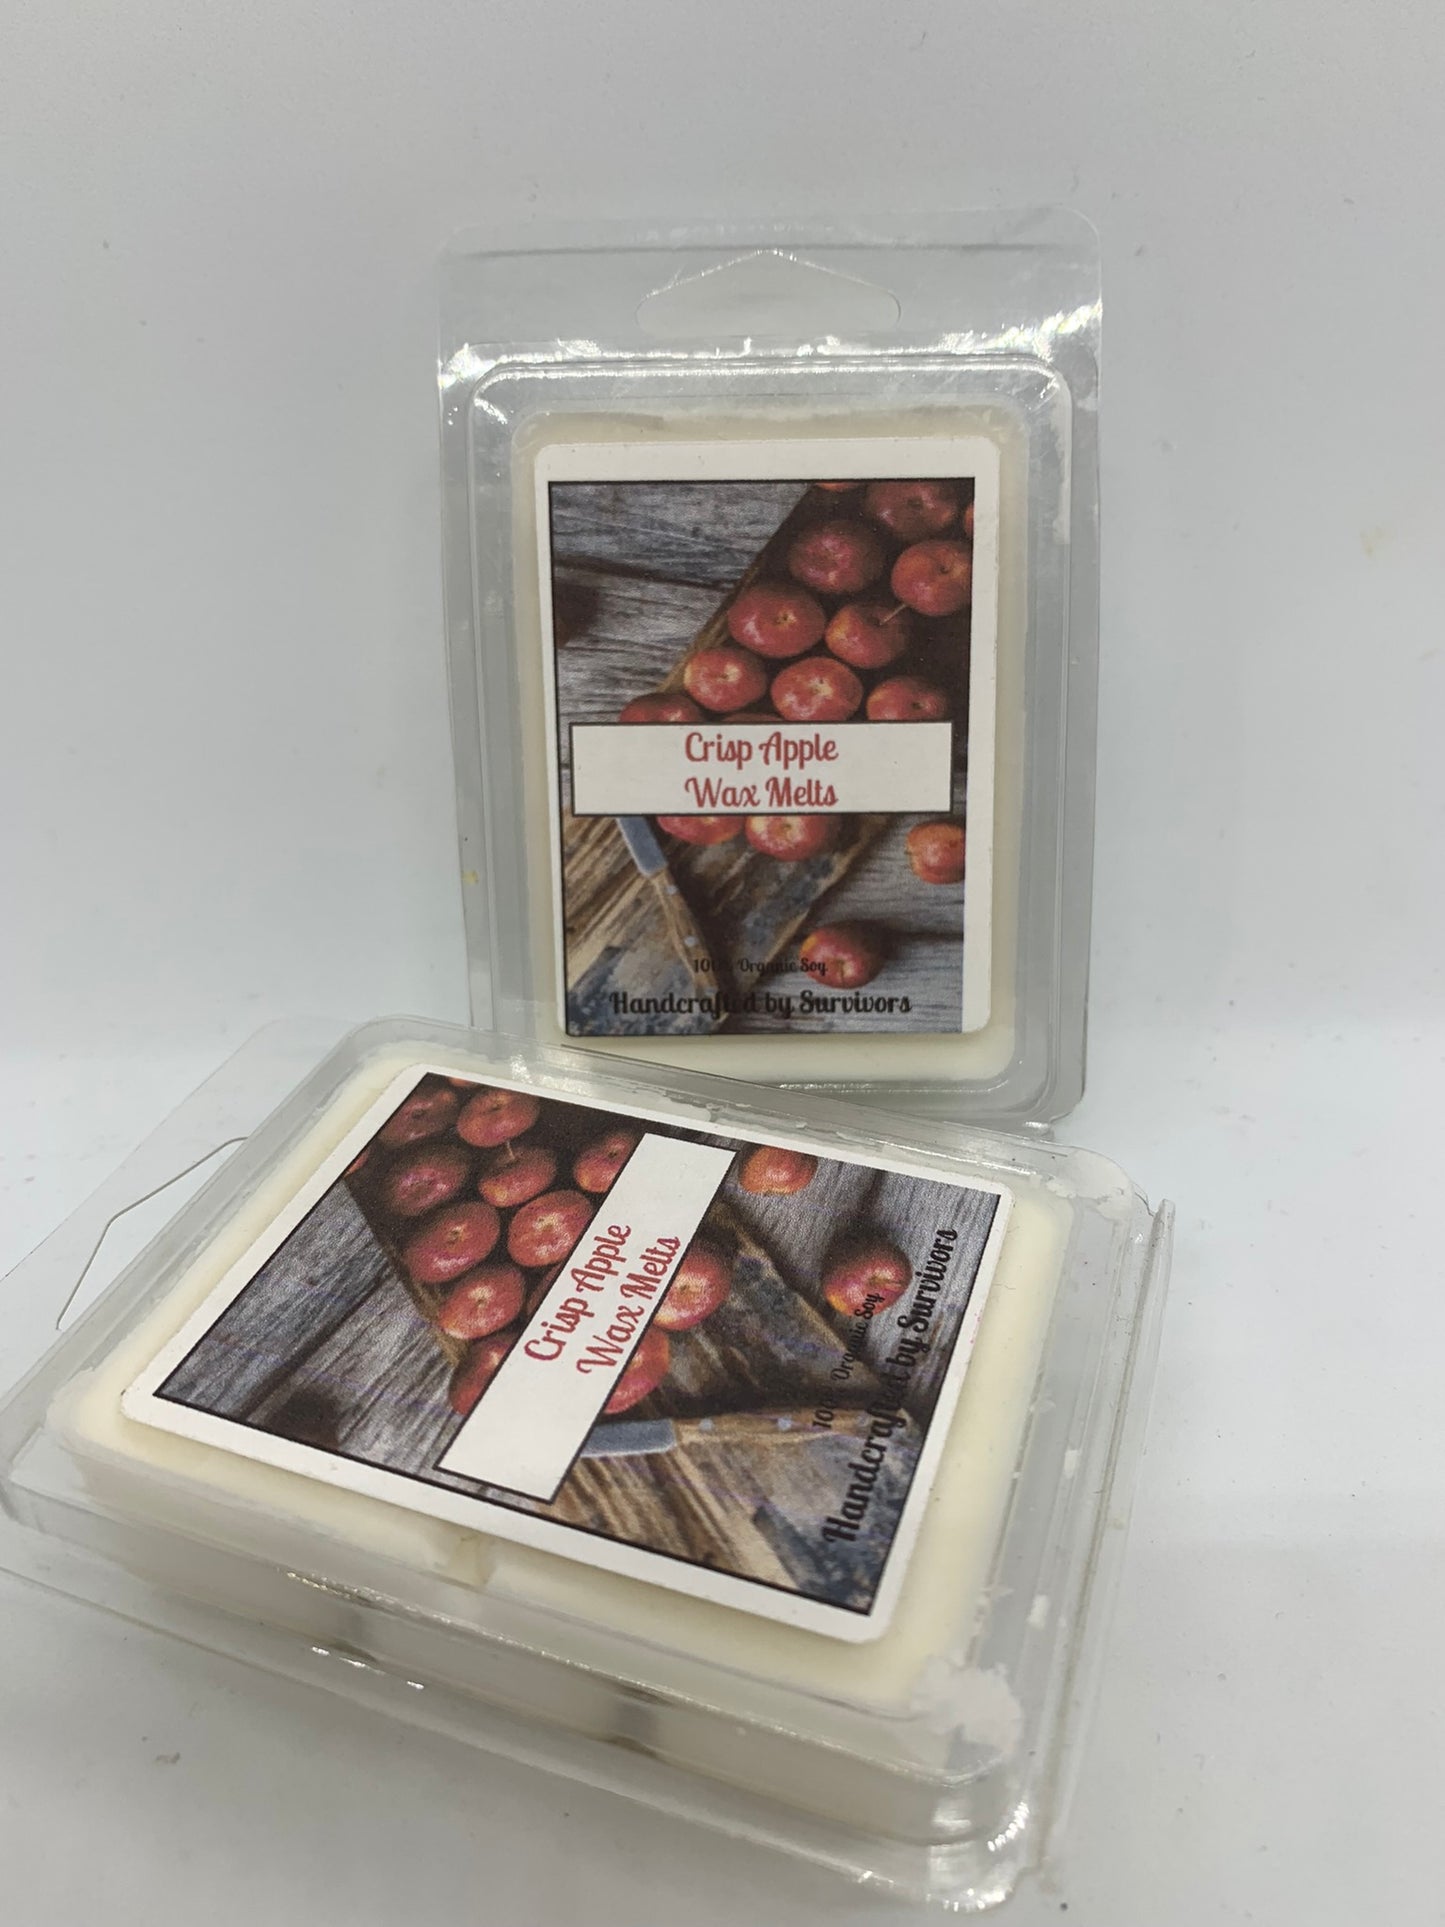 Crisp Apple
Wax Melts
100% Organic Soy
Handcrafted by Survivors
Crisp Apple
Wax Melts
100% Organic Soy
Handcrafted by Survivors